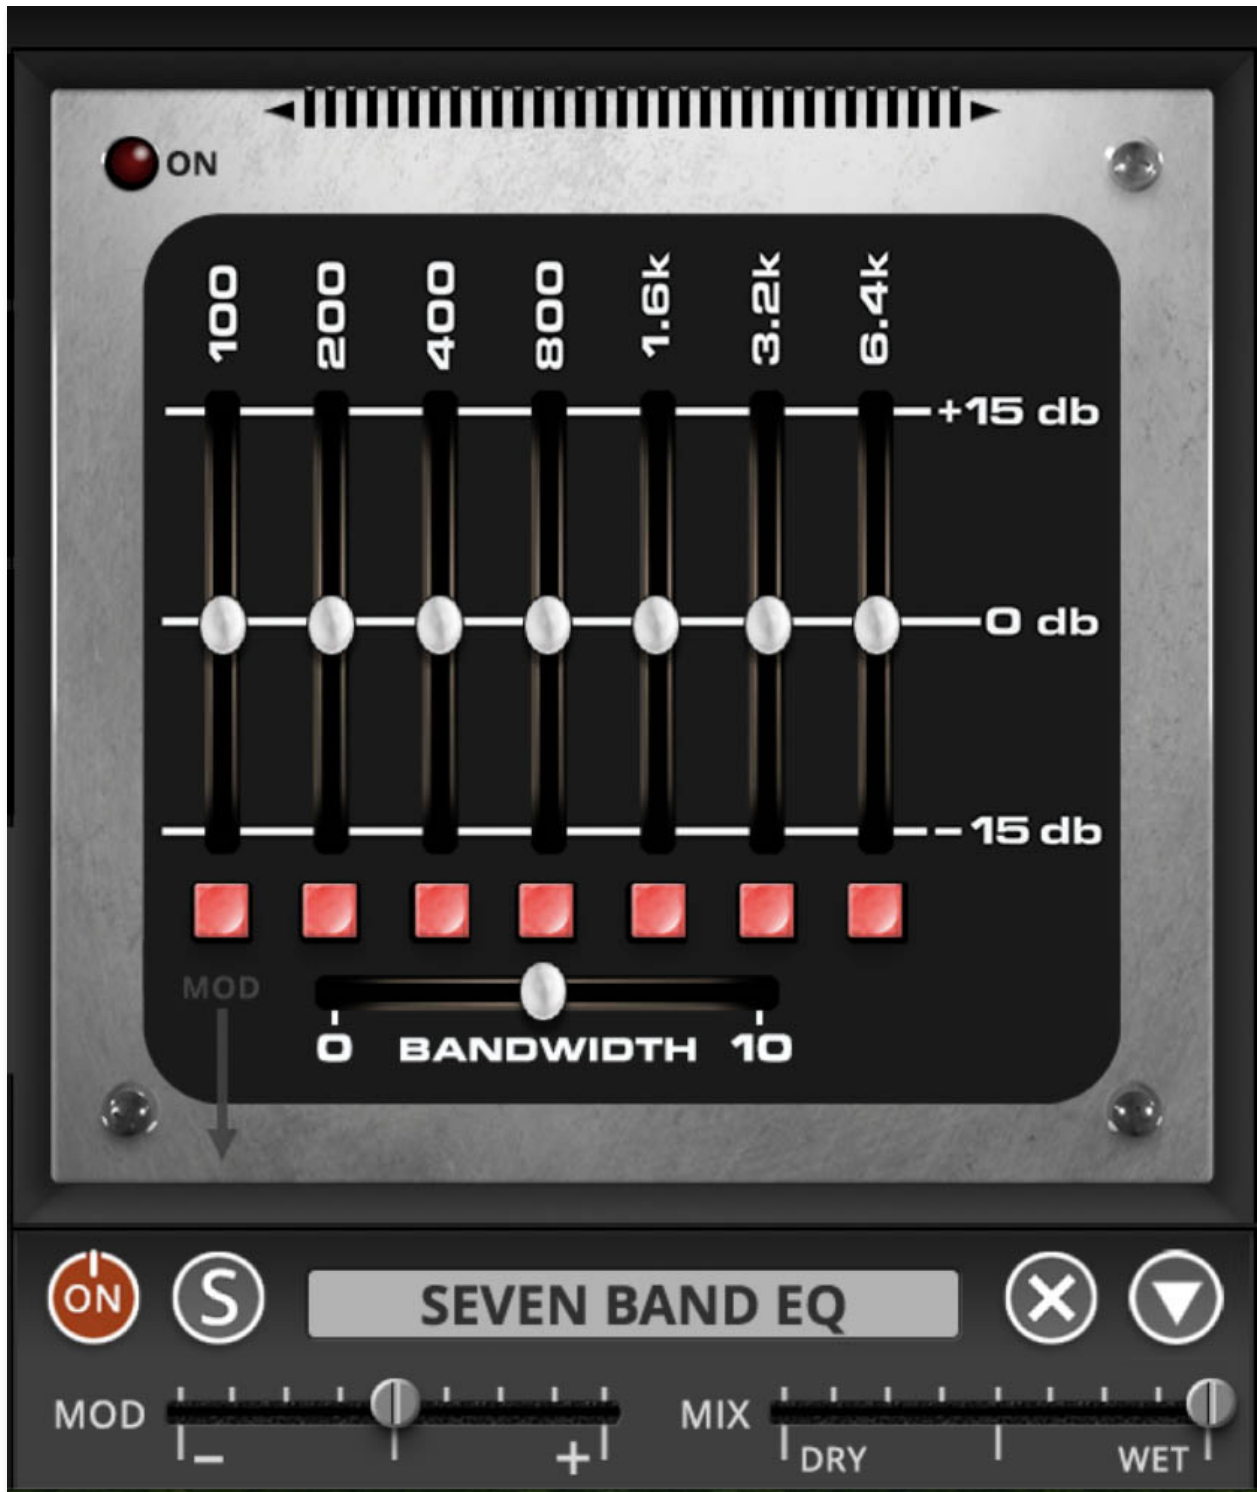 ON
100 200 400 800 1.6k 3.2k 6.4k
+15 db
0 db
-15 db
MOD
0 BANDWIDTH 10
ON S SEVEN BAND EQ
MOD - + MIX DRY WET